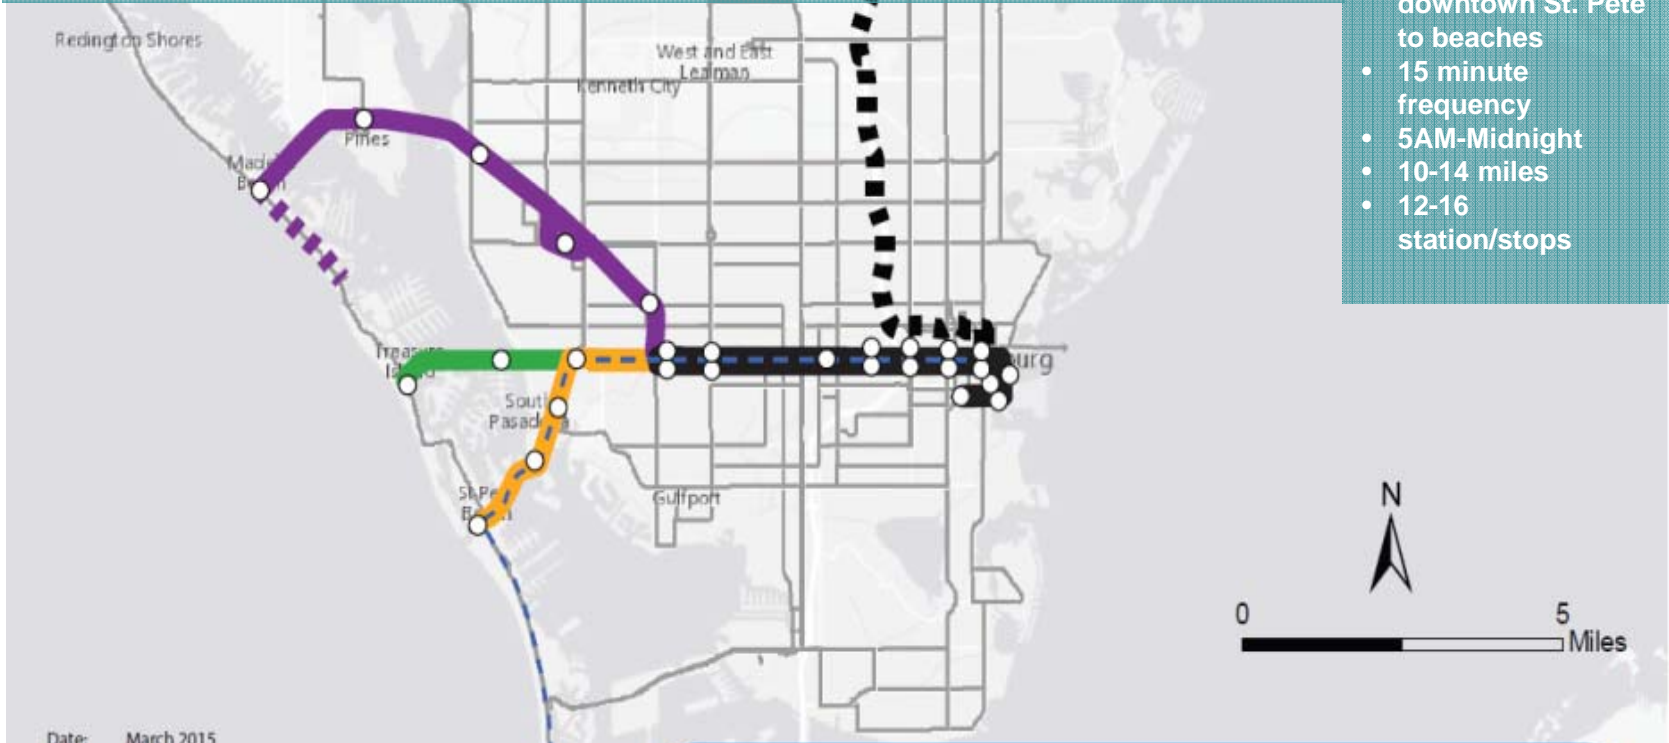 downtown St. Pete
to beaches
• 15 minute
frequency
• 5AM-Midnight
• 10-14 miles
• 12-16
station/stops
Redington Shores
West and East
Lealman
Kenneth City
Pines
South
Gulfport
N
0 5
Miles
Date: March 2015